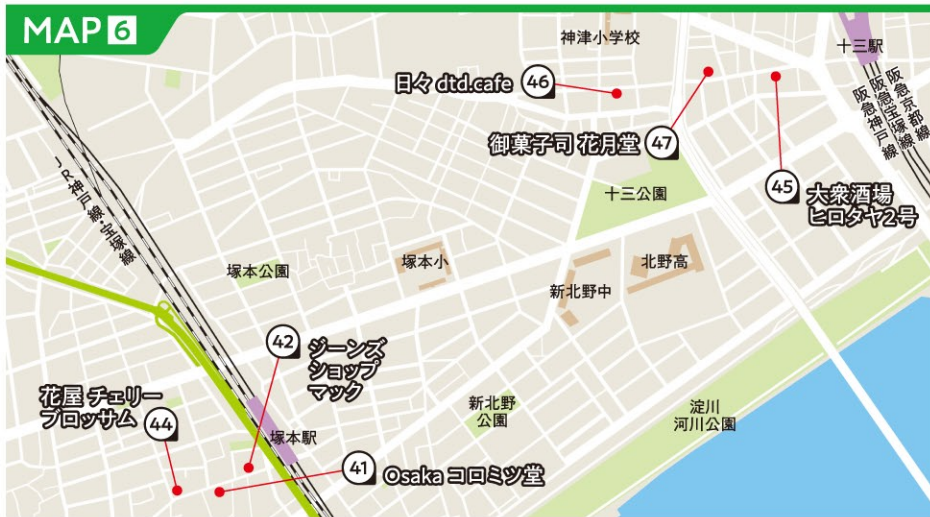 MAP 6
神津小学校
十三駅
日々 dtd.cafe 46
阪急京都線
阪急宝塚線
阪急神戸線
御菓子司 花月堂 47
十三公園
45 大衆酒場
ヒロタヤ2号
JR神戸線・宝塚線
塚本公園
塚本小
北野高
新北野中
42 ジーンズ
ショップ
マック
花屋 チェリー
ブロッサム
44
新北野
公園
淀川
河川公園
塚本駅
41 Osaka コロミツ堂